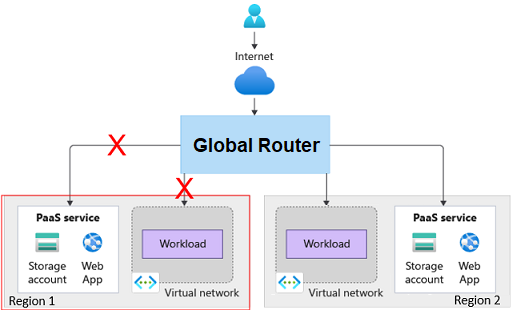 Internet
Global Router
X
X
PaaS service
Storage account
Web App
Workload
Virtual network
Region 1
Workload
Virtual network
PaaS service
Storage account
Web App
Region 2